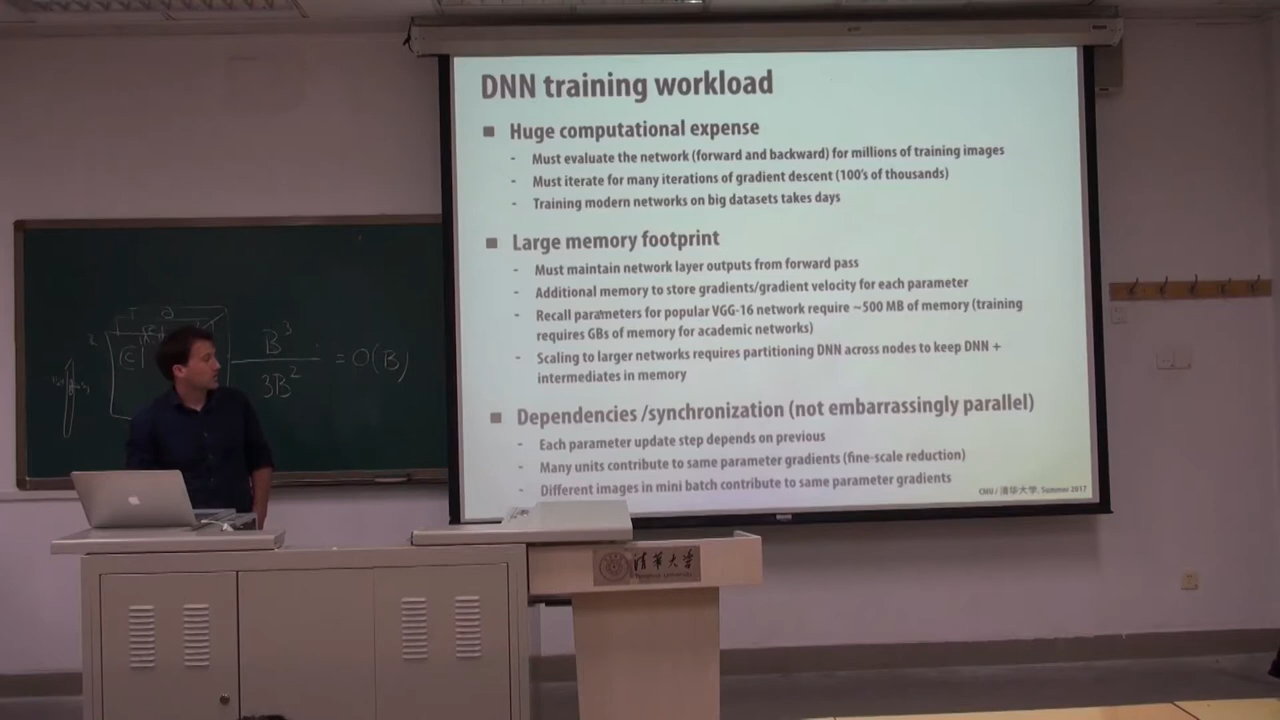 DNN training workload
Huge computational expense
- Must evaluate the network (forward and backward) for millions of training images
- Must iterate for many iterations of gradient descent (100's of thousands)
- Training modern networks on big datasets takes days
Large memory footprint
- Must maintain network layer outputs from forward pass
- Additional memory to store gradients/gradient velocity for each parameter
- Recall parameters for popular VGG-16 network require ~500 MB of memory (training
requires GBs of memory for academic networks)
- Scaling to larger networks requires partitioning DNN across nodes to keep DNN +
intermediates in memory
Dependencies /synchronization (not embarrassingly parallel)
- Each parameter update step depends on previous
- Many units contribute to same parameter gradients (fine-scale reduction)
- Different images in mini batch contribute to same parameter gradients
CMU / 清华大学, Summer 2017
B³
3B²
= O(B)
清华大学
Tsinghua University